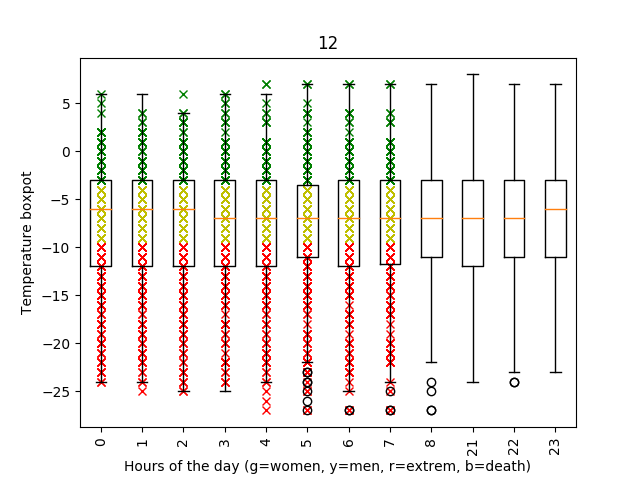 12
Temperature boxpot
5
0
−5
−10
−15
−20
−25
0 1 2 3 4 5 6 7 8 21 22 23
Hours of the day (g=women, y=men, r=extrem, b=death)